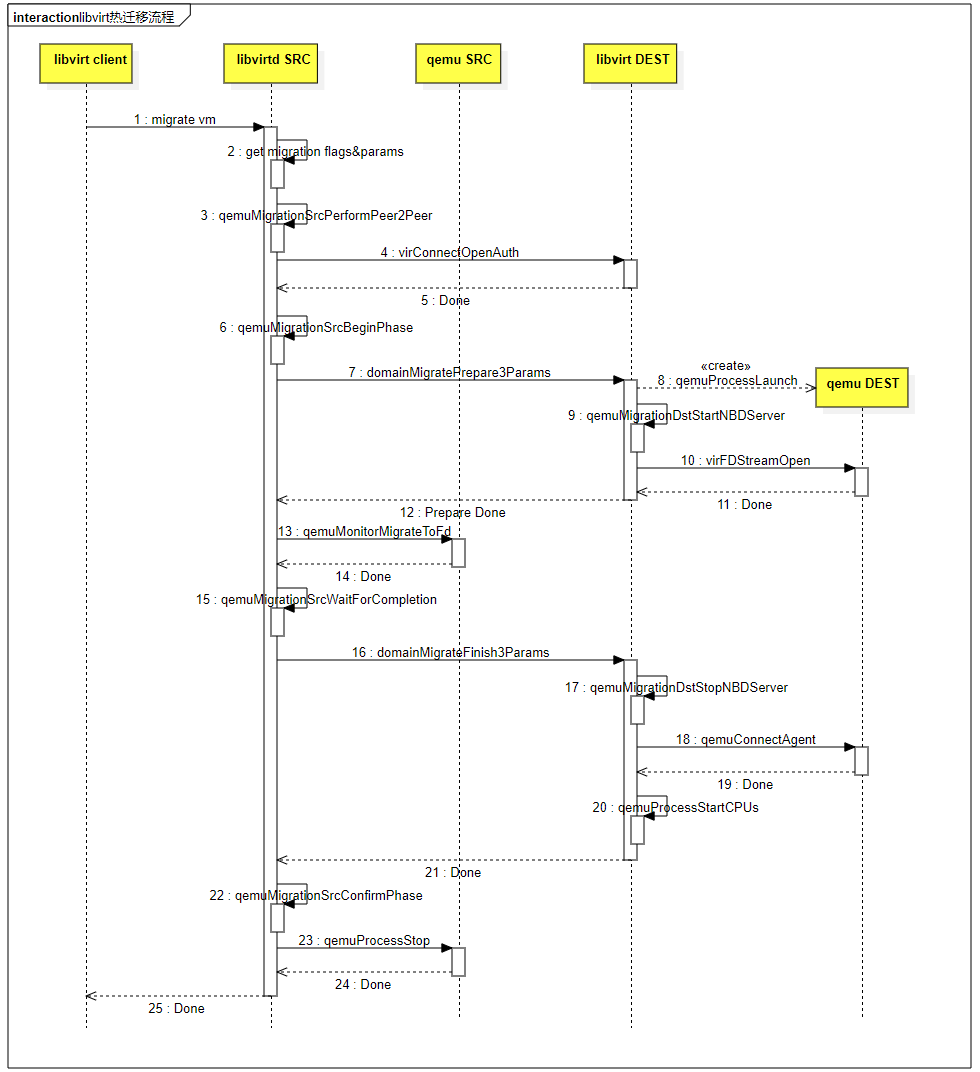 interactionlibvirt热迁移流程
libvirt client
libvirtd SRC
qemu SRC
libvirt DEST
1 : migrate vm
2 : get migration flags&params
3 : qemuMigrationSrcPerformPeer2Peer
4 : virConnectOpenAuth
5 : Done
6 : qemuMigrationSrcBeginPhase
7 : domainMigratePrepare3Params
«create»
8 : qemuProcessLaunch
qemu DEST
9 : qemuMigrationDstStartNBDServer
10 : virFDStreamOpen
11 : Done
12 : Prepare Done
13 : qemuMonitorMigrateToFd
14 : Done
15 : qemuMigrationSrcWaitForCompletion
16 : domainMigrateFinish3Params
17 : qemuMigrationDstStopNBDServer
18 : qemuConnectAgent
19 : Done
20 : qemuProcessStartCPUs
21 : Done
22 : qemuMigrationSrcConfirmPhase
23 : qemuProcessStop
24 : Done
25 : Done